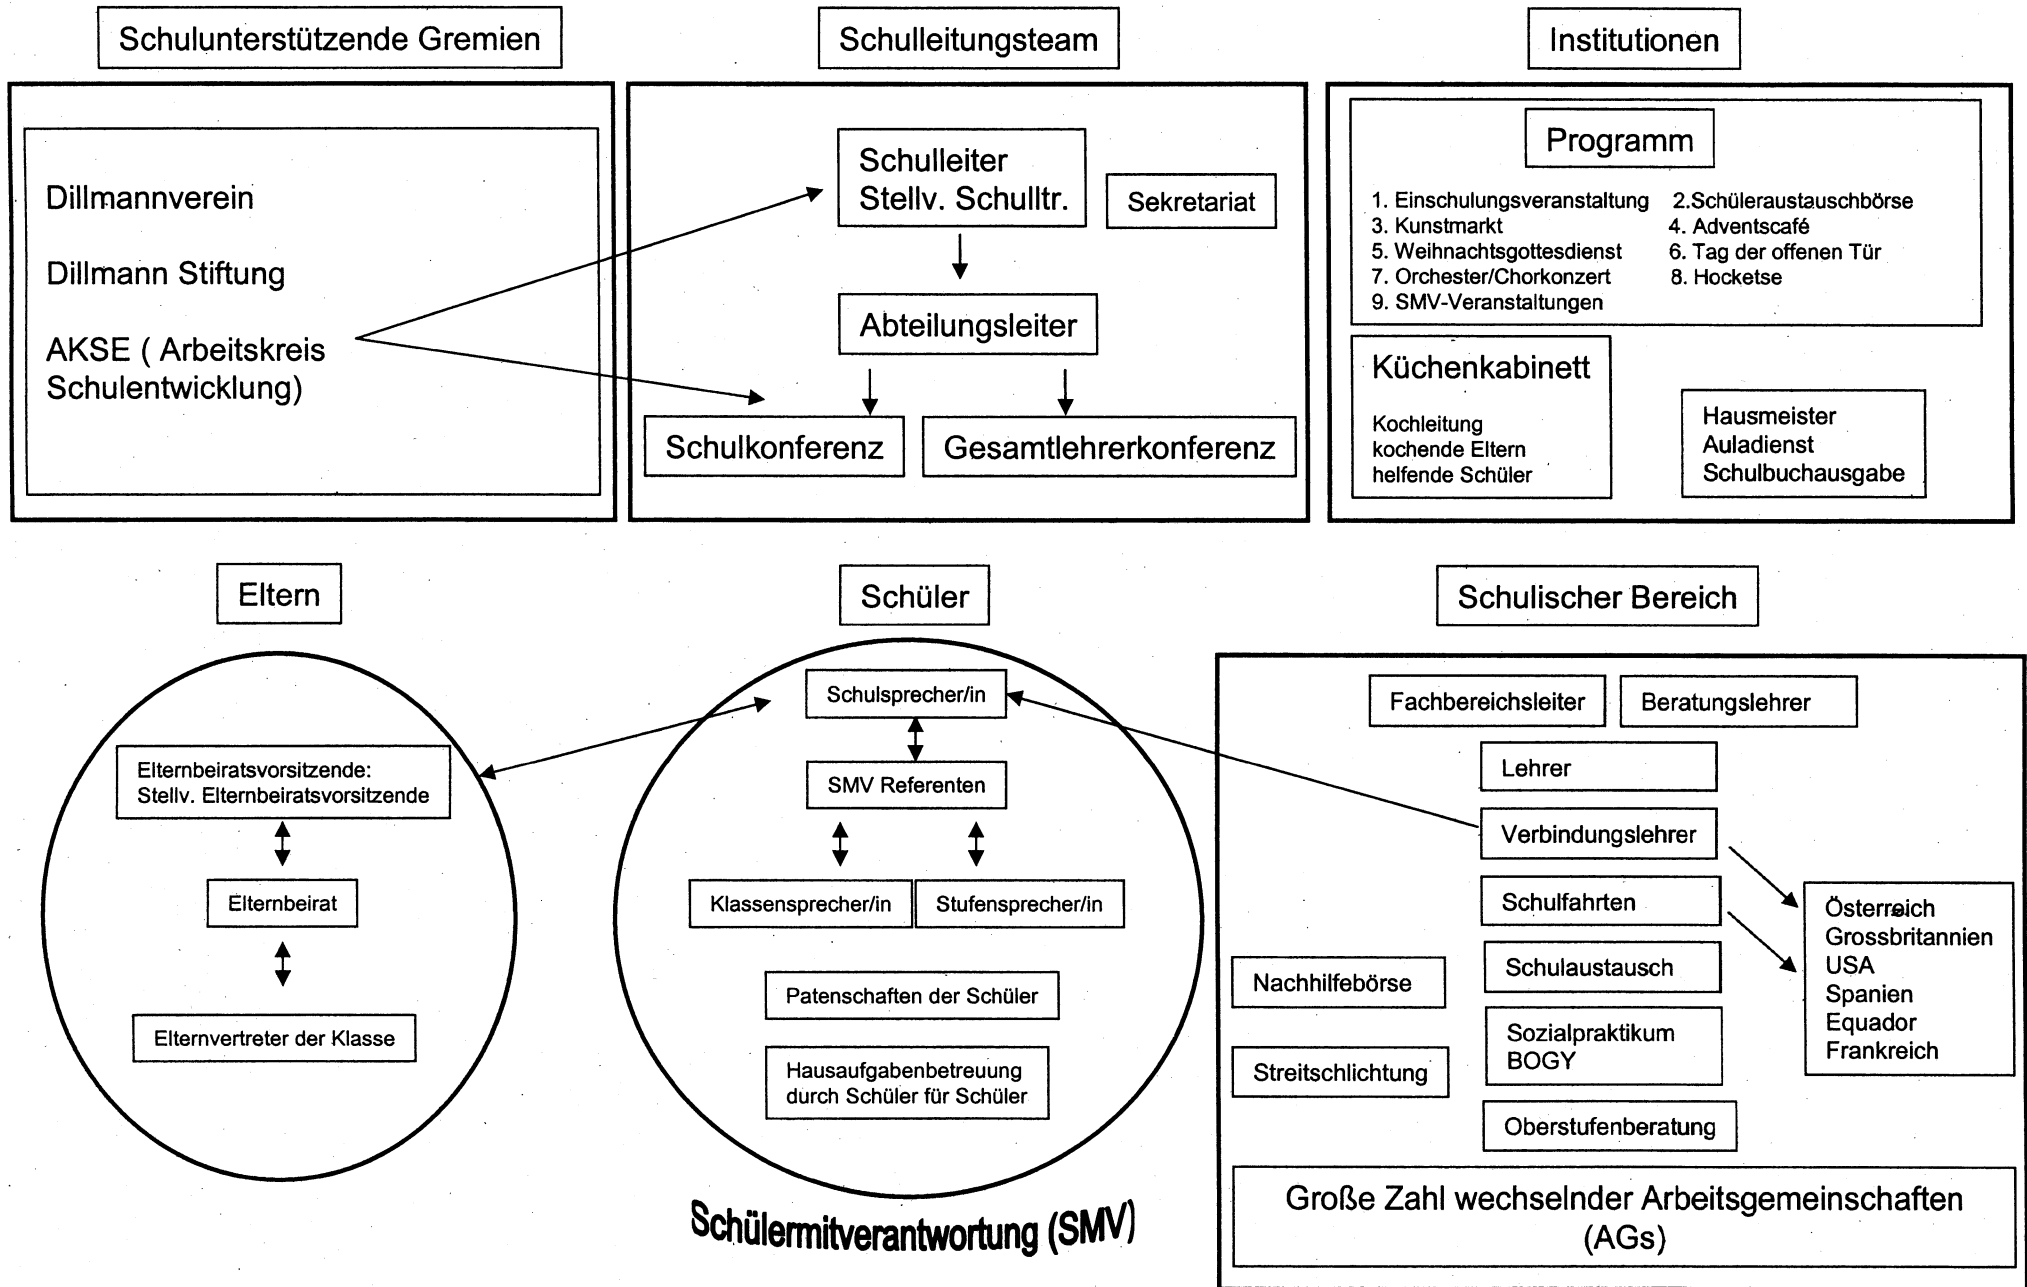 Schulunterstützende Gremien
Dillmannverein
Dillmann Stiftung
AKSE ( Arbeitskreis
Schulentwicklung)
Schulleitungsteam
Schulleiter
Stellv. Schulltr.
Sekretariat
Abteilungsleiter
Schulkonferenz
Gesamtlehrerkonferenz
Institutionen
Programm
1. Einschulungsveranstaltung 2.Schüleraustauschbörse
3. Kunstmarkt 4. Adventscafé
5. Weihnachtsgottesdienst 6. Tag der offenen Tür
7. Orchester/Chorkonzert 8. Hocketse
9. SMV-Veranstaltungen
Küchenkabinett
Kochleitung
kochende Eltern
helfende Schüler
Hausmeister
Auladienst
Schulbuchausgabe
Eltern
Elternbeiratsvorsitzende:
Stellv. Elternbeiratsvorsitzende
Elternbeirat
Elternvertreter der Klasse
Schüler
Schulsprecher/in
SMV Referenten
Klassensprecher/in
Stufensprecher/in
Patenschaften der Schüler
Hausaufgabenbetreuung
durch Schüler für Schüler
Schülermitverantwortung (SMV)
Schulischer Bereich
Fachbereichsleiter
Beratungslehrer
Lehrer
Verbindungslehrer
Schulfahrten
Schulaustausch
Sozialpraktikum
BOGY
Oberstufenberatung
Nachhilfebörse
Streitschlichtung
Österreich
Grossbritannien
USA
Spanien
Equador
Frankreich
Große Zahl wechselnder Arbeitsgemeinschaften
(AGs)